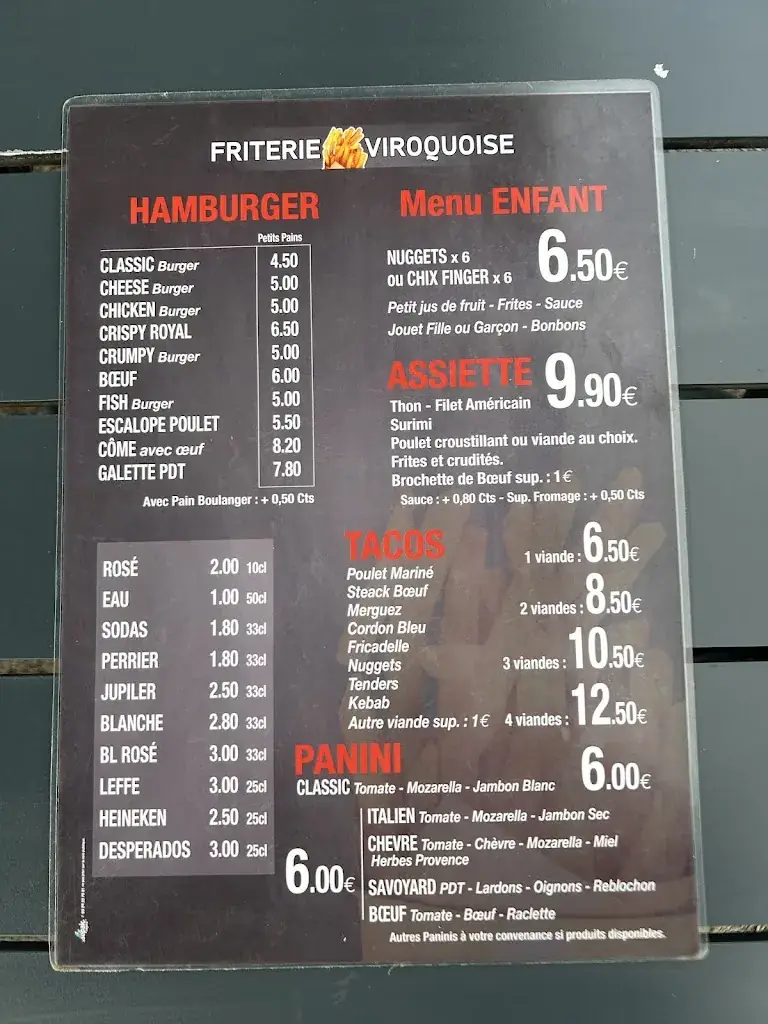 FRITERIE VIROQUOISE
HAMBURGER
Petits Pains
CLASSIC Burger 4.50
CHEESE Burger 5.00
CHICKEN Burger 5.00
CRISPY ROYAL 6.50
CRUMPY Burger 5.00
BŒUF 6.00
FISH Burger 5.00
ESCALOPE POULET 5.50
CÔME avec œuf 8.20
GALETTE PDT 7.80
Avec Pain Boulanger : + 0,50 Cts
ROSÉ 2.00 10cl
EAU 1.00 50cl
SODAS 1.80 33cl
PERRIER 1.80 33cl
JUPILER 2.50 33cl
BLANCHE 2.80 33cl
BL ROSÉ 3.00 33cl
LEFFE 3.00 25cl
HEINEKEN 2.50 25cl
DESPERADOS 3.00 25cl
Menu ENFANT
NUGGETS x 6
ou CHIX FINGER x 6
6.50€
Petit jus de fruit - Frites - Sauce
Jouet Fille ou Garçon - Bonbons
ASSIETTE 9.90€
Thon - Filet Américain
Surimi
Poulet croustillant ou viande au choix.
Frites et crudités.
Brochette de Bœuf sup. : 1 €
Sauce : + 0,80 Cts - Sup. Fromage : + 0,50 Cts
TACOS
Poulet Mariné
Steack Bœuf
Merguez
Cordon Bleu
Fricadelle
Nuggets
Tenders
Kebab
Autre viande sup. : 1 €
1 viande : 6.50€
2 viandes : 8.50€
3 viandes : 10.50€
4 viandes : 12.50€
PANINI
CLASSIC Tomate - Mozarella - Jambon Blanc 6.00€
6.00€
ITALIEN Tomate - Mozarella - Jambon Sec
CHEVRE Tomate - Chèvre - Mozarella - Miel
Herbes Provence
SAVOYARD PDT - Lardons - Oignons - Reblochon
BŒUF Tomate - Bœuf - Raclette
Autres Paninis à votre convenance si produits disponibles.